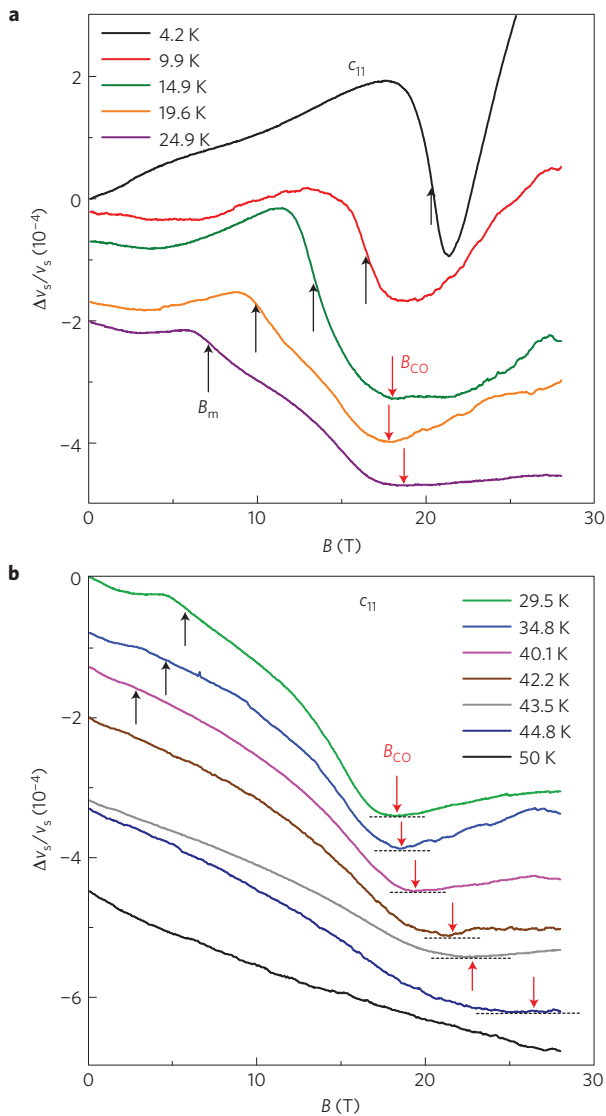 a
4.2 K
9.9 K
14.9 K
19.6 K
24.9 K
c11
2
0
−2
−4
Δvs/vs (10−4)
Bm
BCO
0
10
20
30
B (T)
b
c11
29.5 K
34.8 K
40.1 K
42.2 K
43.5 K
44.8 K
50 K
0
−2
−4
−6
Δvs/vs (10−4)
BCO
0
10
20
30
B (T)